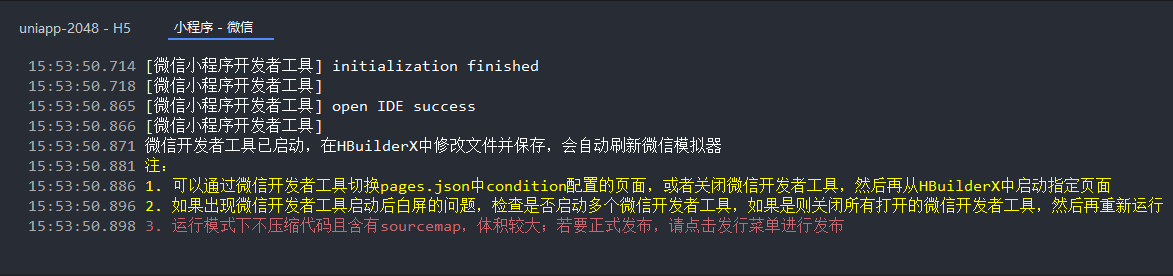 uniapp-2048 - H5 小程序 - 微信
15:53:50.714 [微信小程序开发者工具] initialization finished
15:53:50.718 [微信小程序开发者工具]
15:53:50.865 [微信小程序开发者工具] open IDE success
15:53:50.866 [微信小程序开发者工具]
15:53:50.871 微信开发者工具已启动，在HBuilderX中修改文件并保存，会自动刷新微信模拟器
15:53:50.881 注：
15:53:50.886 1. 可以通过微信开发者工具切换pages.json中condition配置的页面，或者关闭微信开发者工具，然后再从HBuilderX中启动指定页面
15:53:50.896 2. 如果出现微信开发者工具启动后白屏的问题，检查是否启动多个微信开发者工具，如果是则关闭所有打开的微信开发者工具，然后再重新运行
15:53:50.898 3. 运行模式下不压缩代码且含有sourcemap，体积较大；若要正式发布，请点击发行菜单进行发布